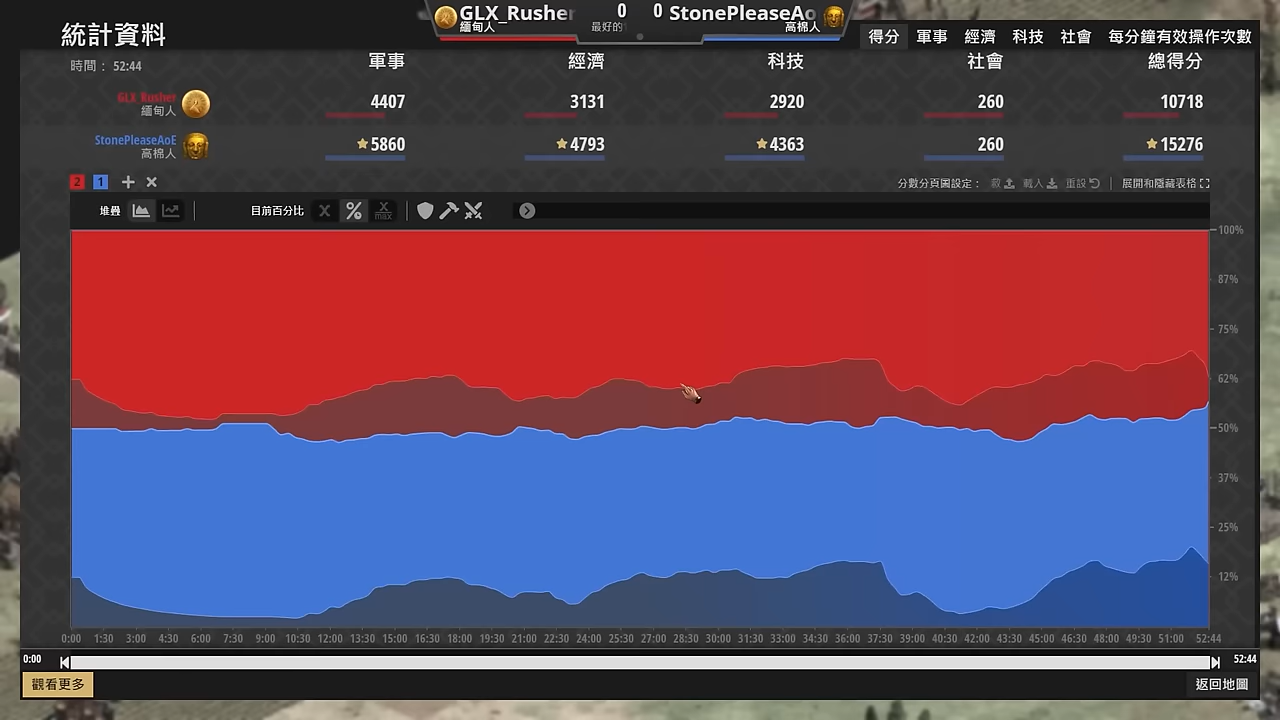 GLX_Rusher 0 0 StonePleaseAo
緬甸人 最好的 高棉人
統計資料
得分 軍事 經濟 科技 社會 每分鐘有效操作次數
時間： 52:44
軍事 經濟 科技 社會 總得分
GLX_Rusher
緬甸人
4407 3131 2920 260 10718
StonePleaseAoE
高棉人
5860 4793 4363 260 15276
2 1
分數分頁圖設定： 載入 重設 展開和隱藏表格
堆疊 目前百分比 X % X max
100%
87%
75%
62%
50%
37%
25%
12%
0:00 1:30 3:00 4:30 6:00 7:30 9:00 10:30 12:00 13:30 15:00 16:30 18:00 19:30 21:00 22:30 24:00 25:30 27:00 28:30 30:00 31:30 33:00 34:30 36:00 37:30 39:00 40:30 42:00 43:30 45:00 46:30 48:00 49:30 51:00 52:44
0:00 52:44
觀看更多 返回地圖